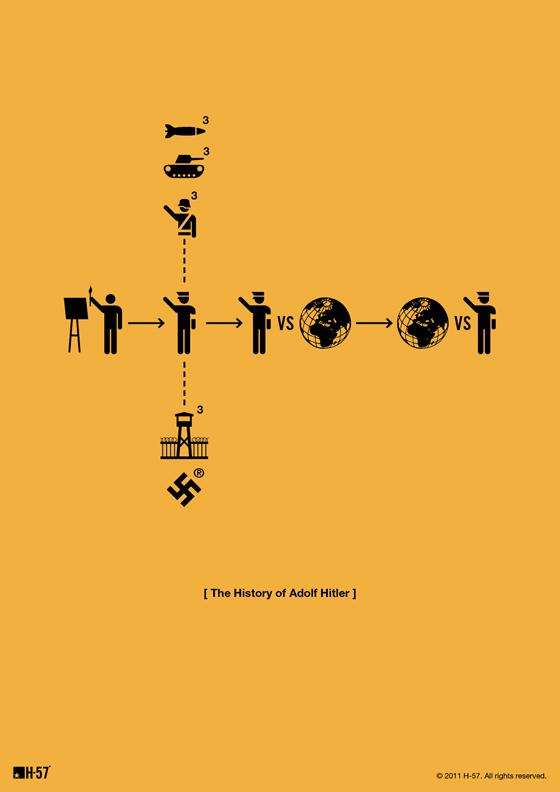 3
3
3
VS
VS
3
®
[ The History of Adolf Hitler ]
H-57
© 2011 H-57. All rights reserved.